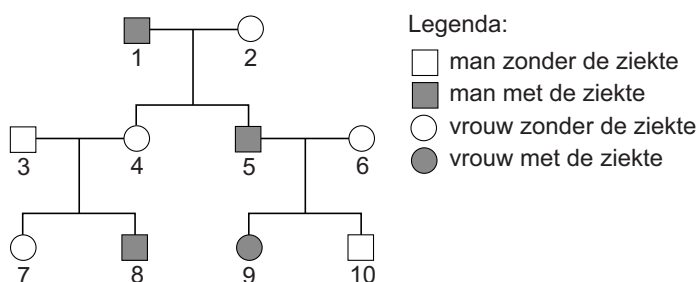 Legenda:
man zonder de ziekte
man met de ziekte
vrouw zonder de ziekte
vrouw met de ziekte
1 2
3 4 5 6
7 8 9 10